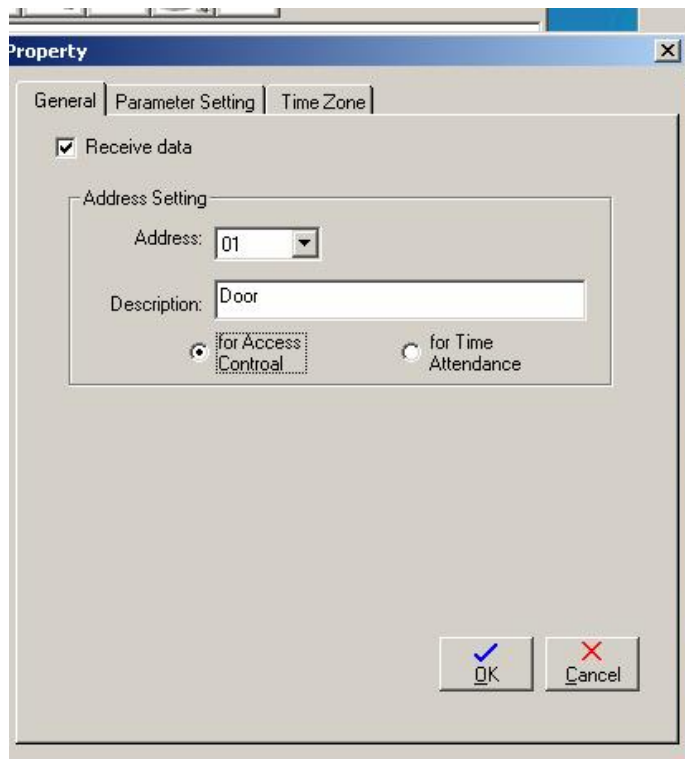 Property
General
Parameter Setting
Time Zone
Receive data
Address Setting
Address:
01
Description:
Door
for Access
Controal
for Time
Attendance
OK
Cancel